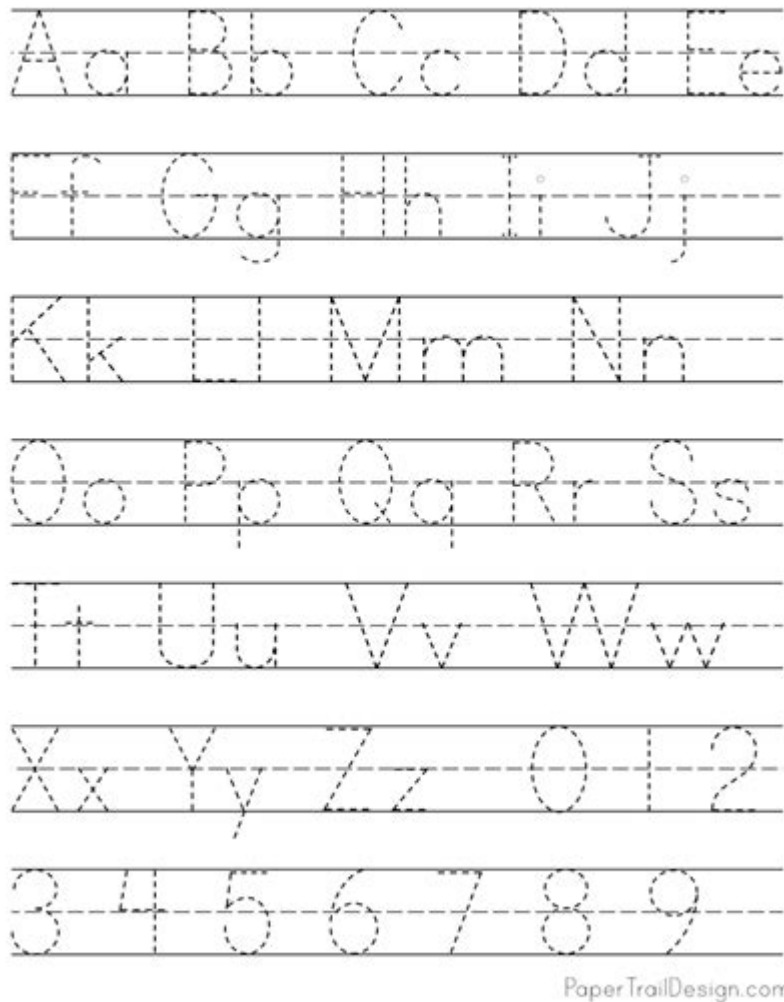 Aa Bb Cc Dd Ee
Ff Gg Hh Ii Jj
Kk Ll Mm Nn
Oo Pp Qq Rr Ss
Tt Uu Vv Ww
Xx Yy Zz 0 1 2
3 4 5 6 7 8 9
PaperTrailDesign.com